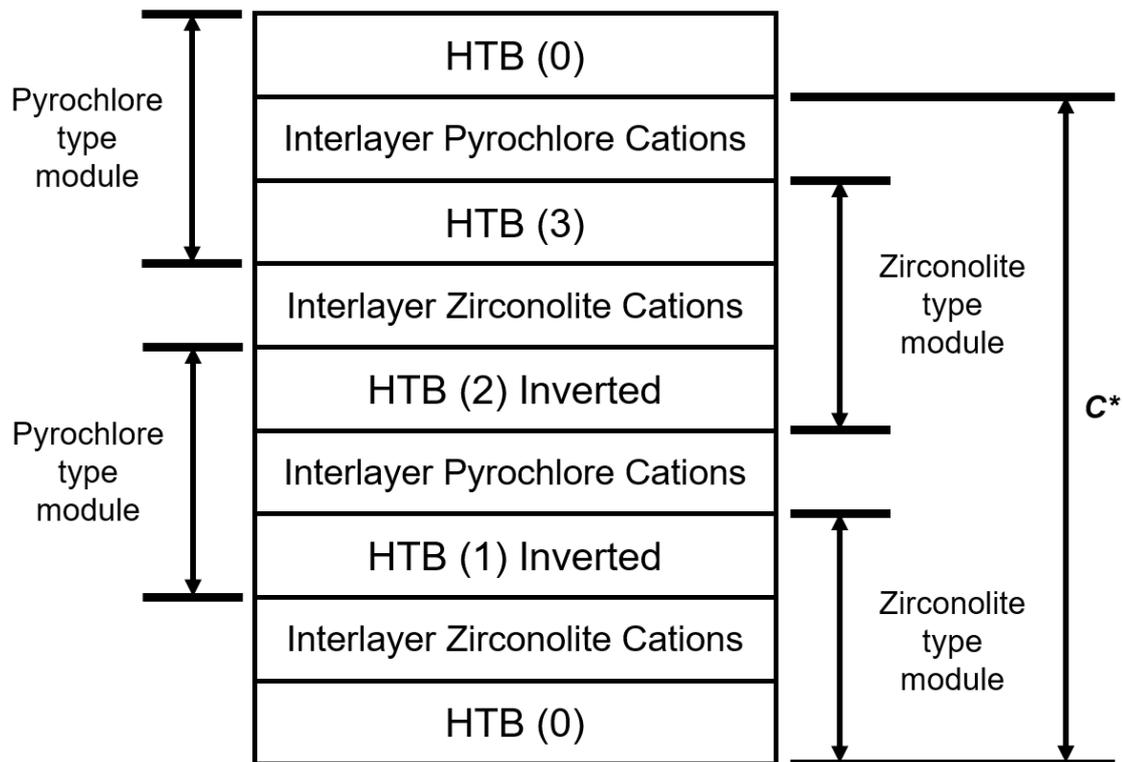 HTB (0)
Pyrochlore
type
module
Interlayer Pyrochlore Cations
HTB (3)
Zirconolite
type
module
Interlayer Zirconolite Cations
HTB (2) Inverted
C*
Pyrochlore
type
module
Interlayer Pyrochlore Cations
HTB (1) Inverted
Zirconolite
type
module
Interlayer Zirconolite Cations
HTB (0)